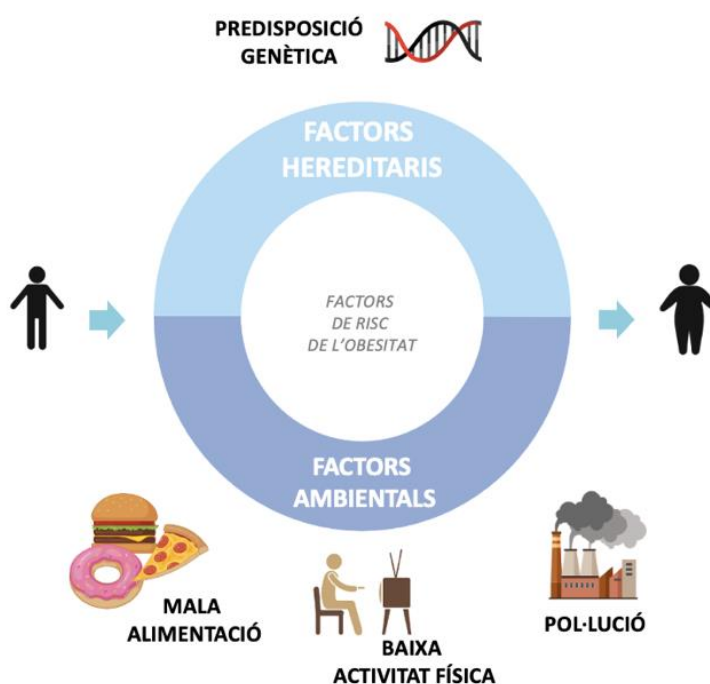 PREDISPOSICIÓ
GENÈTICA
FACTORS
HEREDITARIS
FACTORS
DE RISC
DE L'OBESITAT
FACTORS
AMBIENTALS
MALA
ALIMENTACIÓ
BAIXA
ACTIVITAT FÍSICA
POL·LUCIÓ